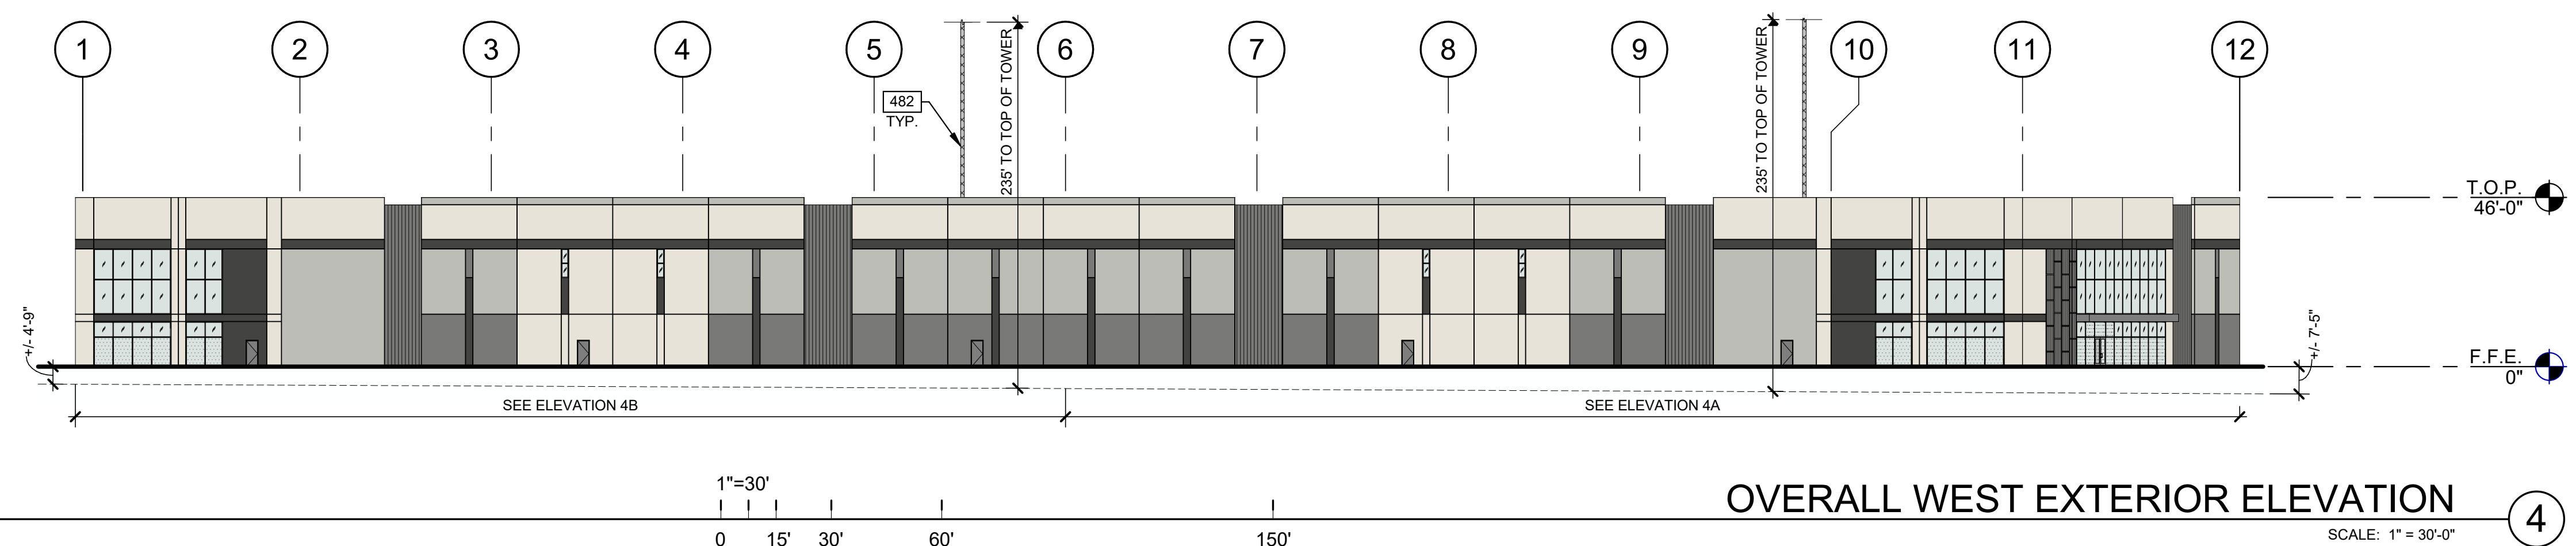 1 2 3 4 5 6 7 8 9 10 11 12
482
TYP.
235' TO TOP OF TOWER
235' TO TOP OF TOWER
T.O.P.
46'-0"
+/- 4'-9"
+/- 7'-5"
F.F.E.
0"
SEE ELEVATION 4B
SEE ELEVATION 4A
1"=30'
0 15' 30' 60' 150'
OVERALL WEST EXTERIOR ELEVATION
4
SCALE: 1" = 30'-0"